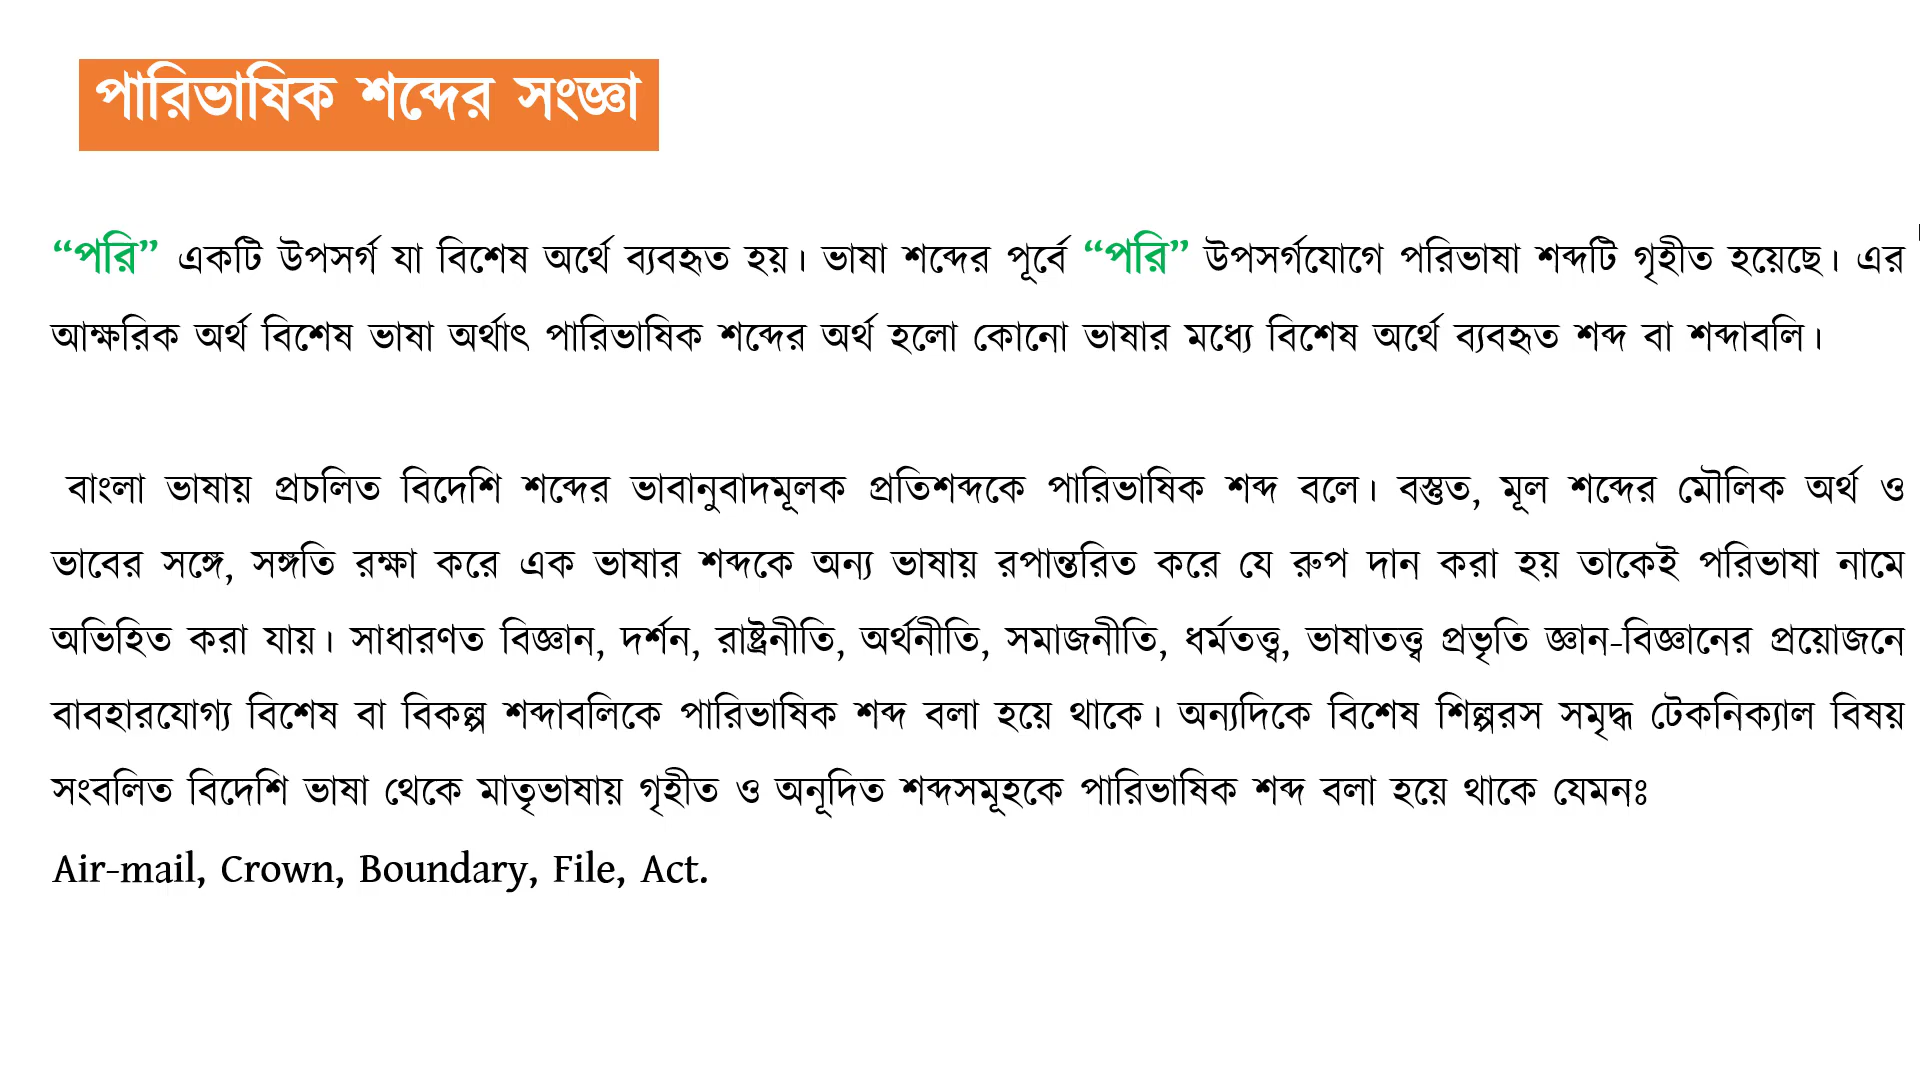 পারিভাষিক শব্দের সংজ্ঞা
“পরি” একটি উপসর্গ যা বিশেষ অর্থে ব্যবহৃত হয়। ভাষা শব্দের পূর্বে “পরি” উপসর্গযোগে পরিভাষা শব্দটি গৃহীত হয়েছে। এর
আক্ষরিক অর্থ বিশেষ ভাষা অর্থাৎ পারিভাষিক শব্দের অর্থ হলো কোনো ভাষার মধ্যে বিশেষ অর্থে ব্যবহৃত শব্দ বা শব্দাবলি।
বাংলা ভাষায় প্রচলিত বিদেশি শব্দের ভাবানুবাদমূলক প্রতিশব্দকে পারিভাষিক শব্দ বলে। বস্তুত, মূল শব্দের মৌলিক অর্থ ও
ভাবের সঙ্গে, সঙ্গতি রক্ষা করে এক ভাষার শব্দকে অন্য ভাষায় রপান্তরিত করে যে রুপ দান করা হয় তাকেই পরিভাষা নামে
অভিহিত করা যায়। সাধারণত বিজ্ঞান, দর্শন, রাষ্ট্রনীতি, অর্থনীতি, সমাজনীতি, ধর্মতত্ত্ব, ভাষাতত্ত্ব প্রভৃতি জ্ঞান-বিজ্ঞানের প্রয়োজনে
বাবহারযোগ্য বিশেষ বা বিকল্প শব্দাবলিকে পারিভাষিক শব্দ বলা হয়ে থাকে। অন্যদিকে বিশেষ শিল্পরস সমৃদ্ধ টেকনিক্যাল বিষয়
সংবলিত বিদেশি ভাষা থেকে মাতৃভাষায় গৃহীত ও অনূদিত শব্দসমূহকে পারিভাষিক শব্দ বলা হয়ে থাকে যেমনঃ
Air-mail, Crown, Boundary, File, Act.